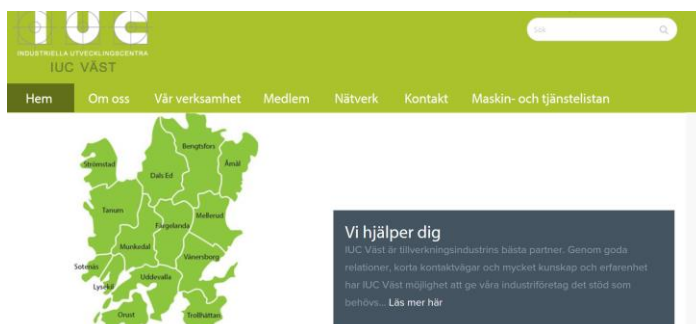 IUC
INDUSTRIELLA UTVECKLINGSCENTRA
IUC VÄST
Sök
Hem Om oss Vår verksamhet Medlem Nätverk Kontakt Maskin- och tjänstelistan
Bengtsfors
Strömstad
Åmål
Dals Ed
Tanum
Mellerud
Färgelanda
Munkedal
Vänersborg
Sotenäs
Uddevalla
Lysekil
Orust
Trollhättan
Vi hjälper dig
IUC Väst är tillverkningsindustrins bästa partner. Genom goda
relationer, korta kontaktvägar och mycket kunskap och erfarenhet
har IUC Väst möjlighet att ge våra industriföretag det stöd som
behövs... Läs mer här